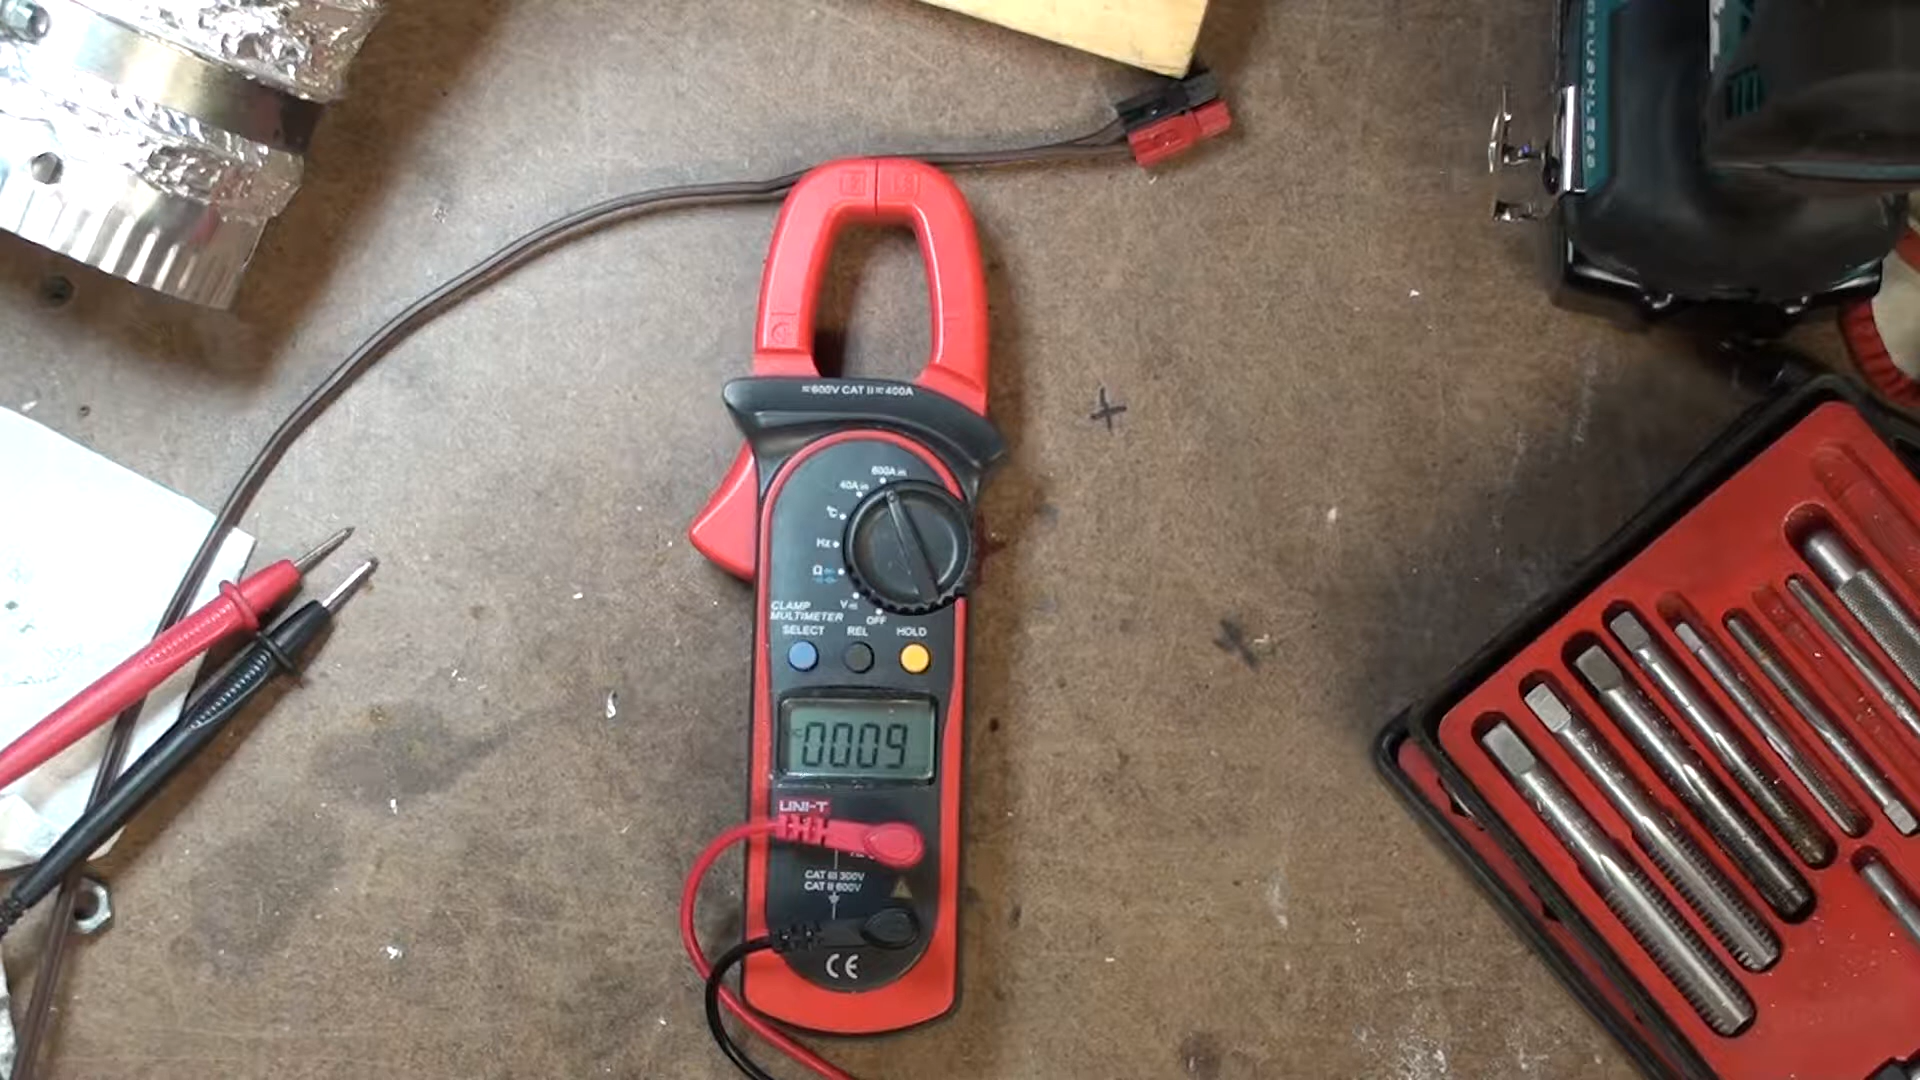 BRUSHLESS
≂600V CAT II ≂400A
600A
40A
°C
Hz
Ω
V
OFF
CLAMP
MULTIMETER
SELECT REL HOLD
0009
UNI-T
CAT III 300V
CAT II 600V
CE